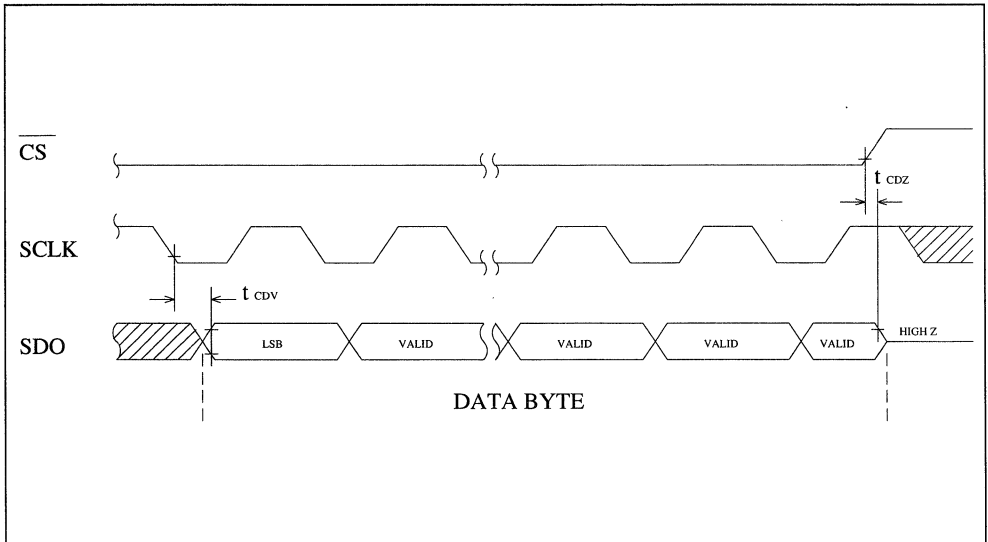 CS
t CDZ
SCLK
t CDV
SDO
LSB
VALID
VALID
VALID
VALID
HIGH Z
DATA BYTE